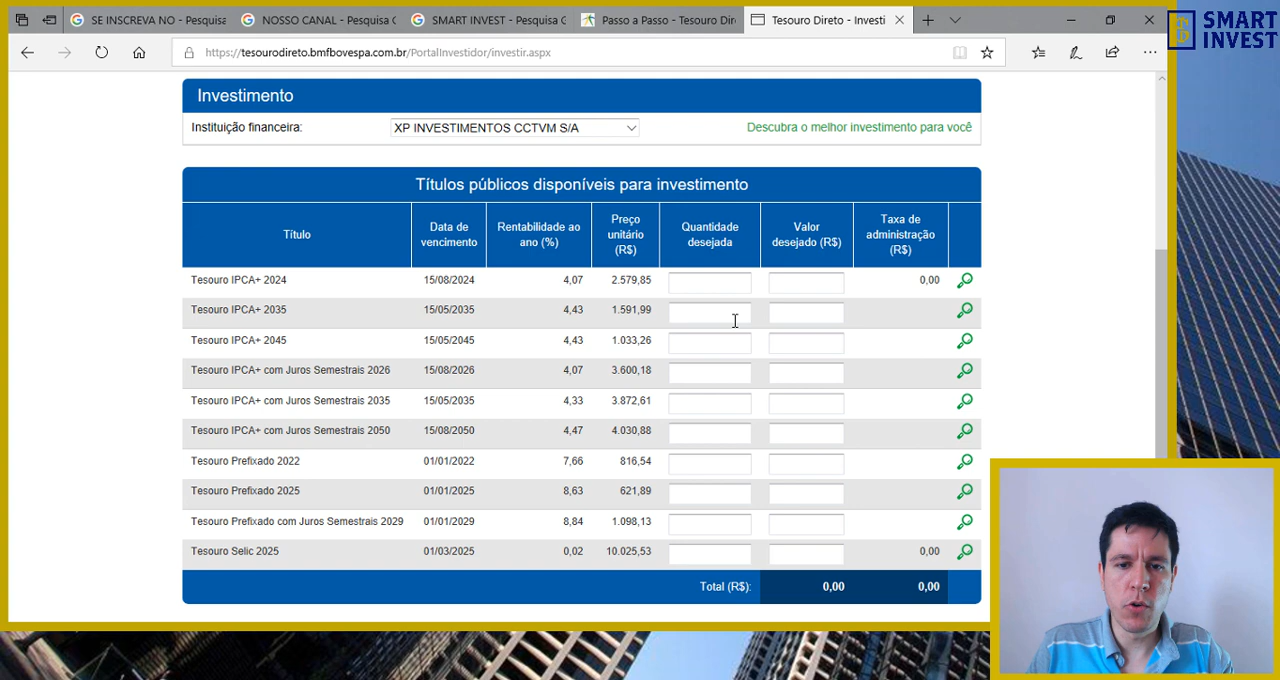 SE INSCREVA NO - Pesquisa
NOSSO CANAL - Pesquisa G
SMART INVEST - Pesquisa G
Passo a Passo - Tesouro Dir
Tesouro Direto - Investi
SMART
INVEST
https://tesourodireto.bmfbovespa.com.br/PortalInvestidor/investir.aspx
Investimento
Instituição financeira: XP INVESTIMENTOS CCTVM S/A Descubra o melhor investimento para você
Títulos públicos disponíveis para investimento
Título
Data de
vencimento
Rentabilidade ao
ano (%)
Preço
unitário
(R$)
Quantidade
desejada
Valor
desejado (R$)
Taxa de
administração
(R$)
Tesouro IPCA+ 2024 15/08/2024 4,07 2.579,85 0,00
Tesouro IPCA+ 2035 15/05/2035 4,43 1.591,99
Tesouro IPCA+ 2045 15/05/2045 4,43 1.033,26
Tesouro IPCA+ com Juros Semestrais 2026 15/08/2026 4,07 3.600,18
Tesouro IPCA+ com Juros Semestrais 2035 15/05/2035 4,33 3.872,61
Tesouro IPCA+ com Juros Semestrais 2050 15/08/2050 4,47 4.030,88
Tesouro Prefixado 2022 01/01/2022 7,66 816,54
Tesouro Prefixado 2025 01/01/2025 8,63 621,89
Tesouro Prefixado com Juros Semestrais 2029 01/01/2029 8,84 1.098,13
Tesouro Selic 2025 01/03/2025 0,02 10.025,53 0,00
Total (R$): 0,00 0,00